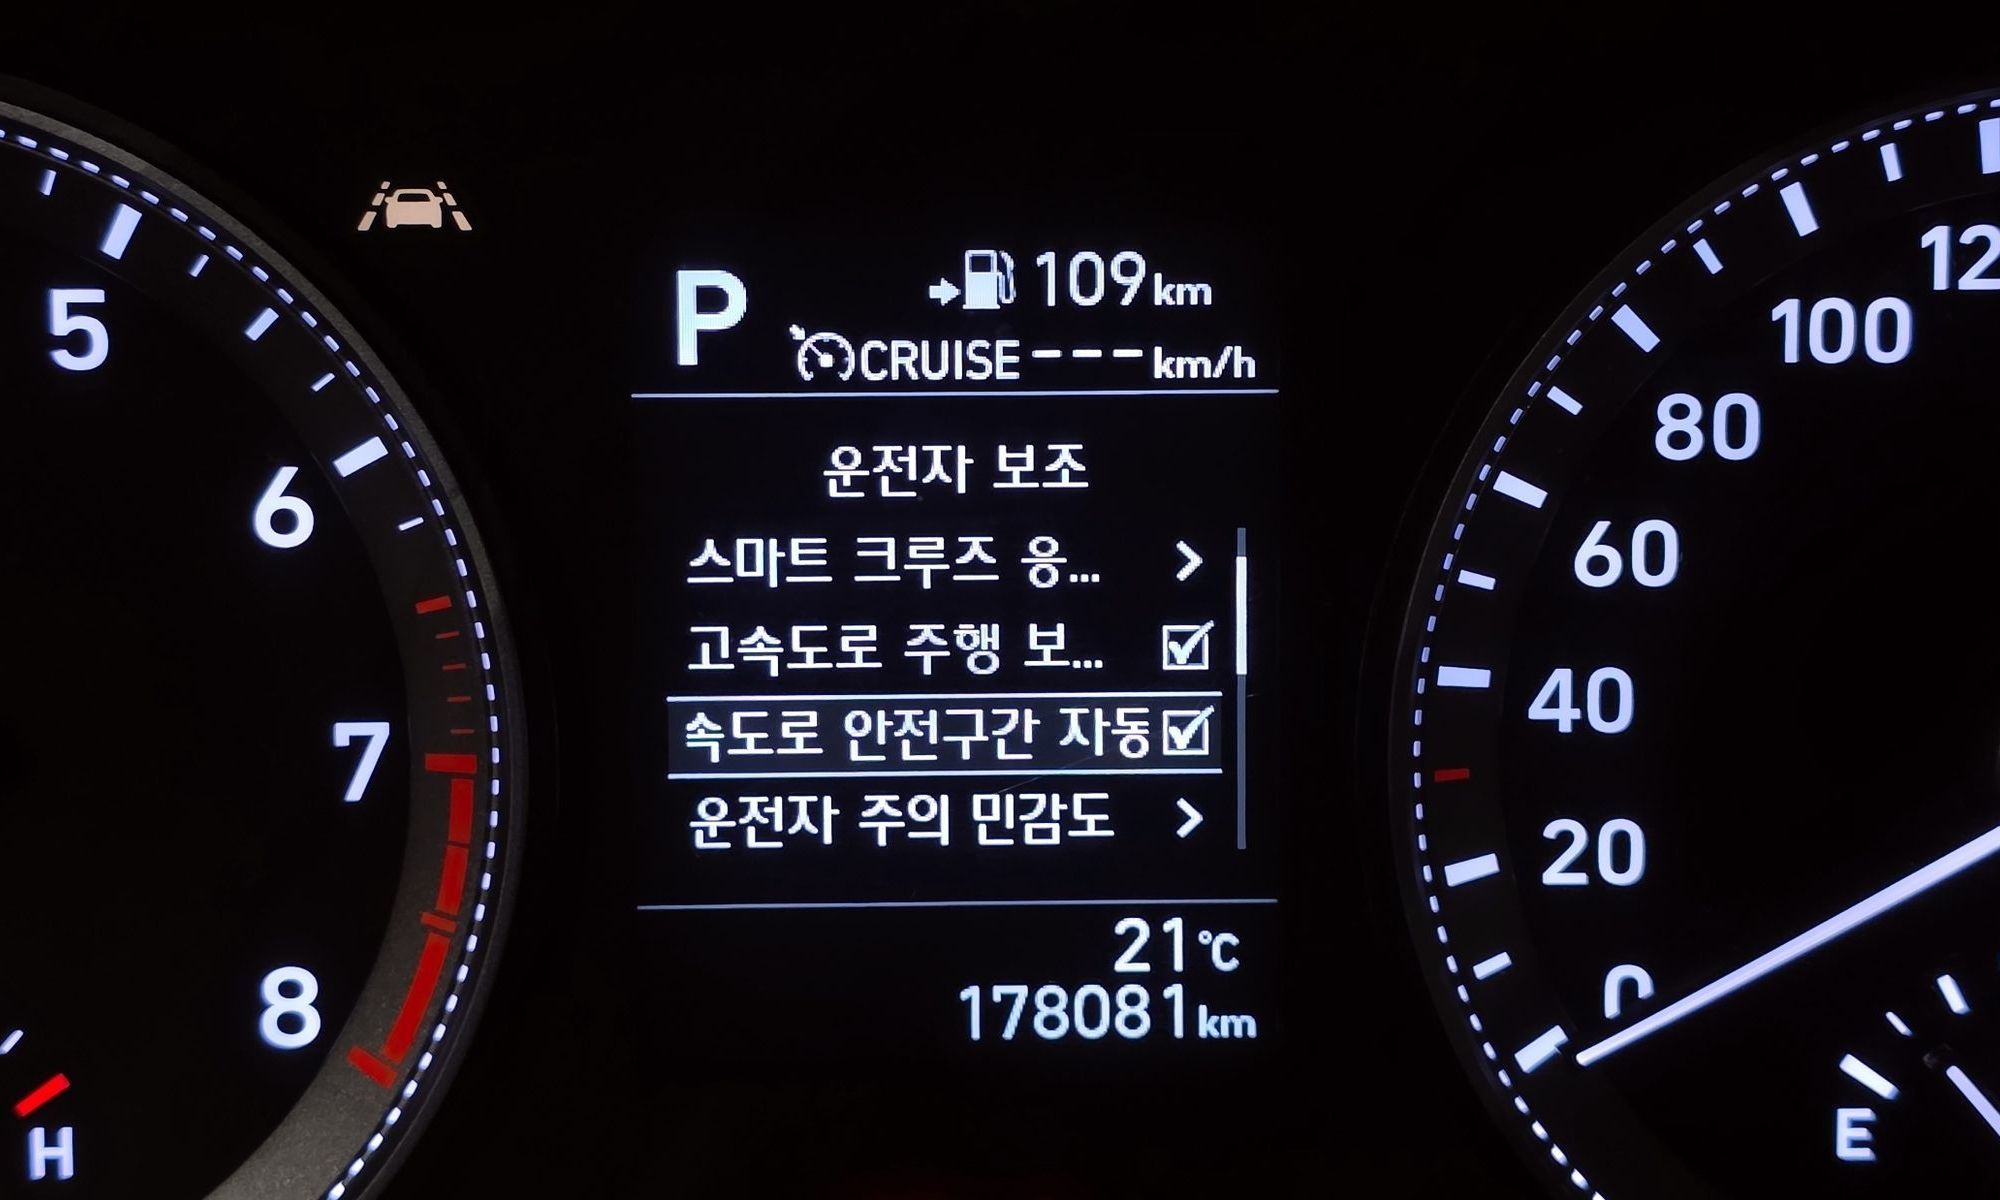 5
6
7
8
H
P
109km
CRUISE---km/h
운전자 보조
스마트 크루즈 응...
고속도로 주행 보...
속도로 안전구간 자동
운전자 주의 민감도
21℃
178081km
12
100
80
60
40
20
0
E